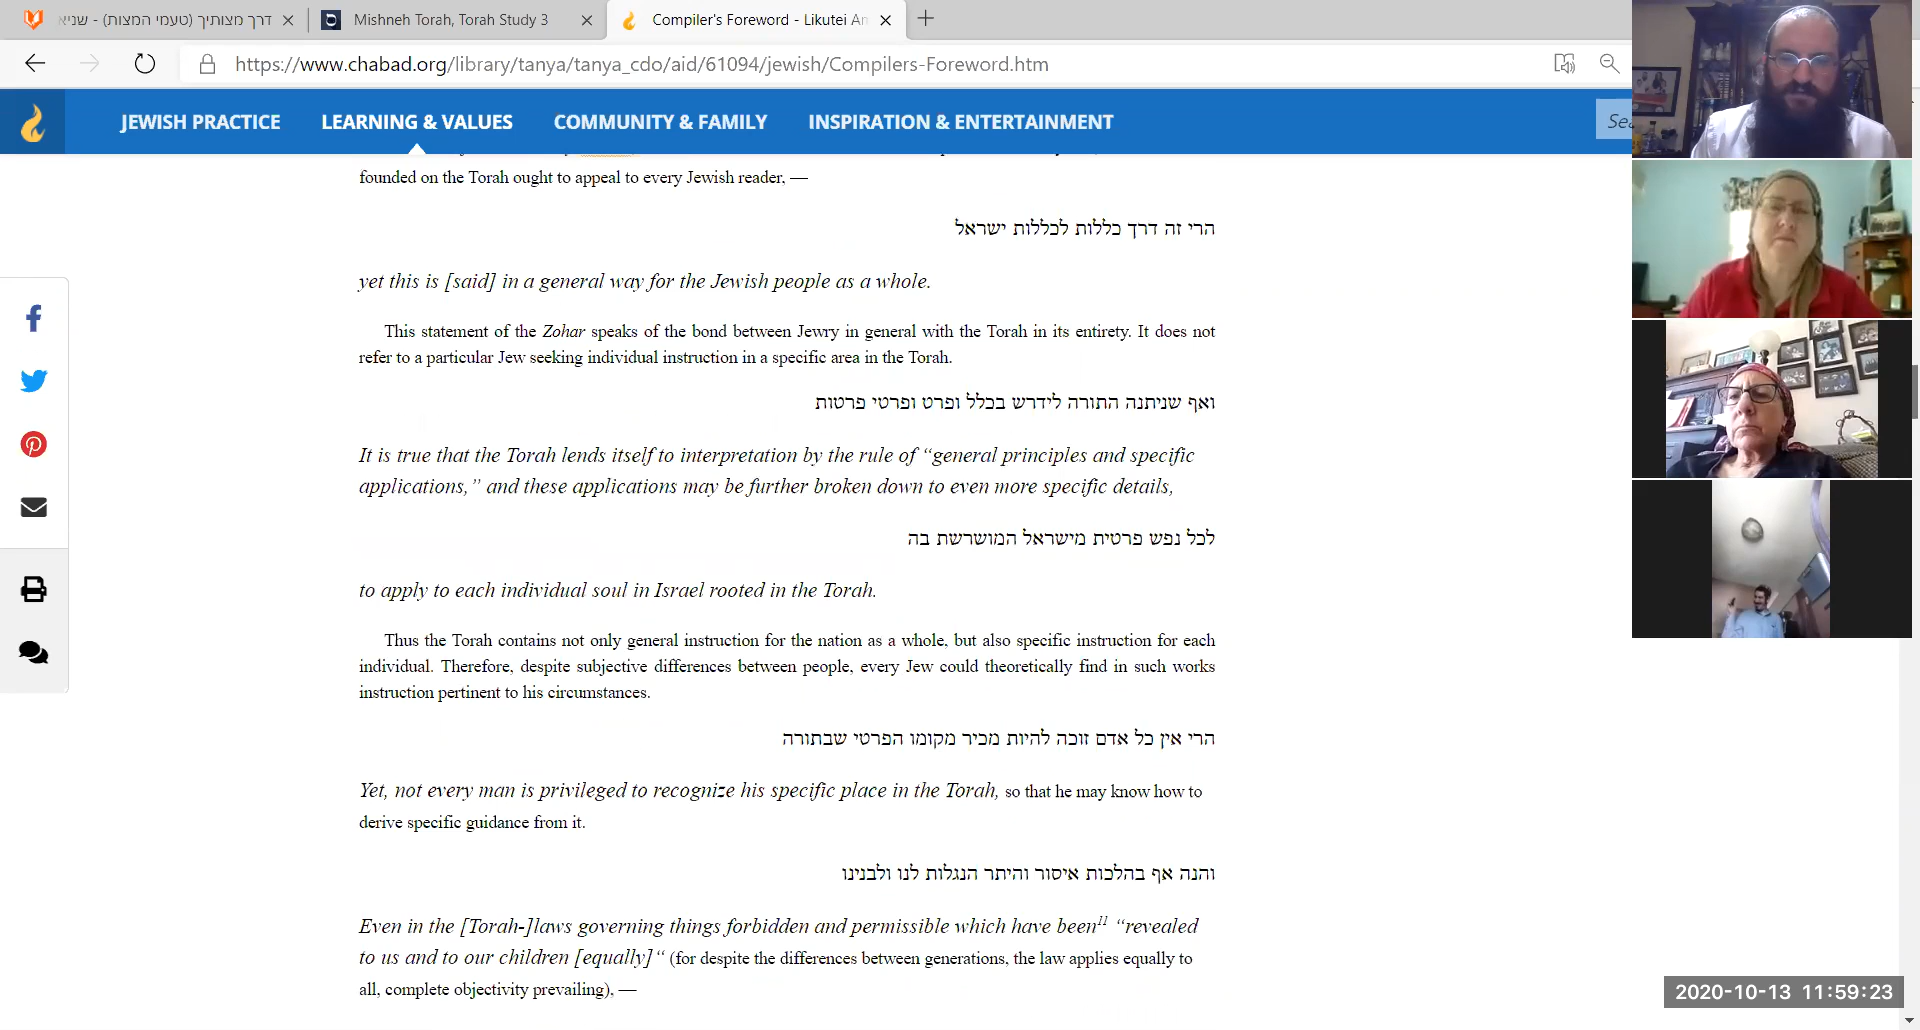 דרך מצותיך (טעמי המצות) - שניא
Mishneh Torah, Torah Study 3
Compiler's Foreword - Likutei Am
https://www.chabad.org/library/tanya/tanya_cdo/aid/61094/jewish/Compilers-Foreword.htm
JEWISH PRACTICE LEARNING & VALUES COMMUNITY & FAMILY INSPIRATION & ENTERTAINMENT
founded on the Torah ought to appeal to every Jewish reader, —
הרי זה דרך כללות לכללות ישראל
yet this is [said] in a general way for the Jewish people as a whole.
This statement of the Zohar speaks of the bond between Jewry in general with the Torah in its entirety. It does not
refer to a particular Jew seeking individual instruction in a specific area in the Torah.
ואף שניתנה התורה לידרש בכלל ופרט ופרטי פרטות
It is true that the Torah lends itself to interpretation by the rule of “general principles and specific
applications,” and these applications may be further broken down to even more specific details,
לכל נפש פרטית מישראל המושרשת בה
to apply to each individual soul in Israel rooted in the Torah.
Thus the Torah contains not only general instruction for the nation as a whole, but also specific instruction for each
individual. Therefore, despite subjective differences between people, every Jew could theoretically find in such works
instruction pertinent to his circumstances.
הרי אין כל אדם זוכה להיות מכיר מקומו הפרטי שבתורה
Yet, not every man is privileged to recognize his specific place in the Torah, so that he may know how to
derive specific guidance from it.
והנה אף בהלכות איסור והיתר הנגלות לנו ולבנינו
Even in the [Torah-]laws governing things forbidden and permissible which have been11 “revealed
to us and to our children [equally]“ (for despite the differences between generations, the law applies equally to
all, complete objectivity prevailing), —
2020-10-13 11:59:23